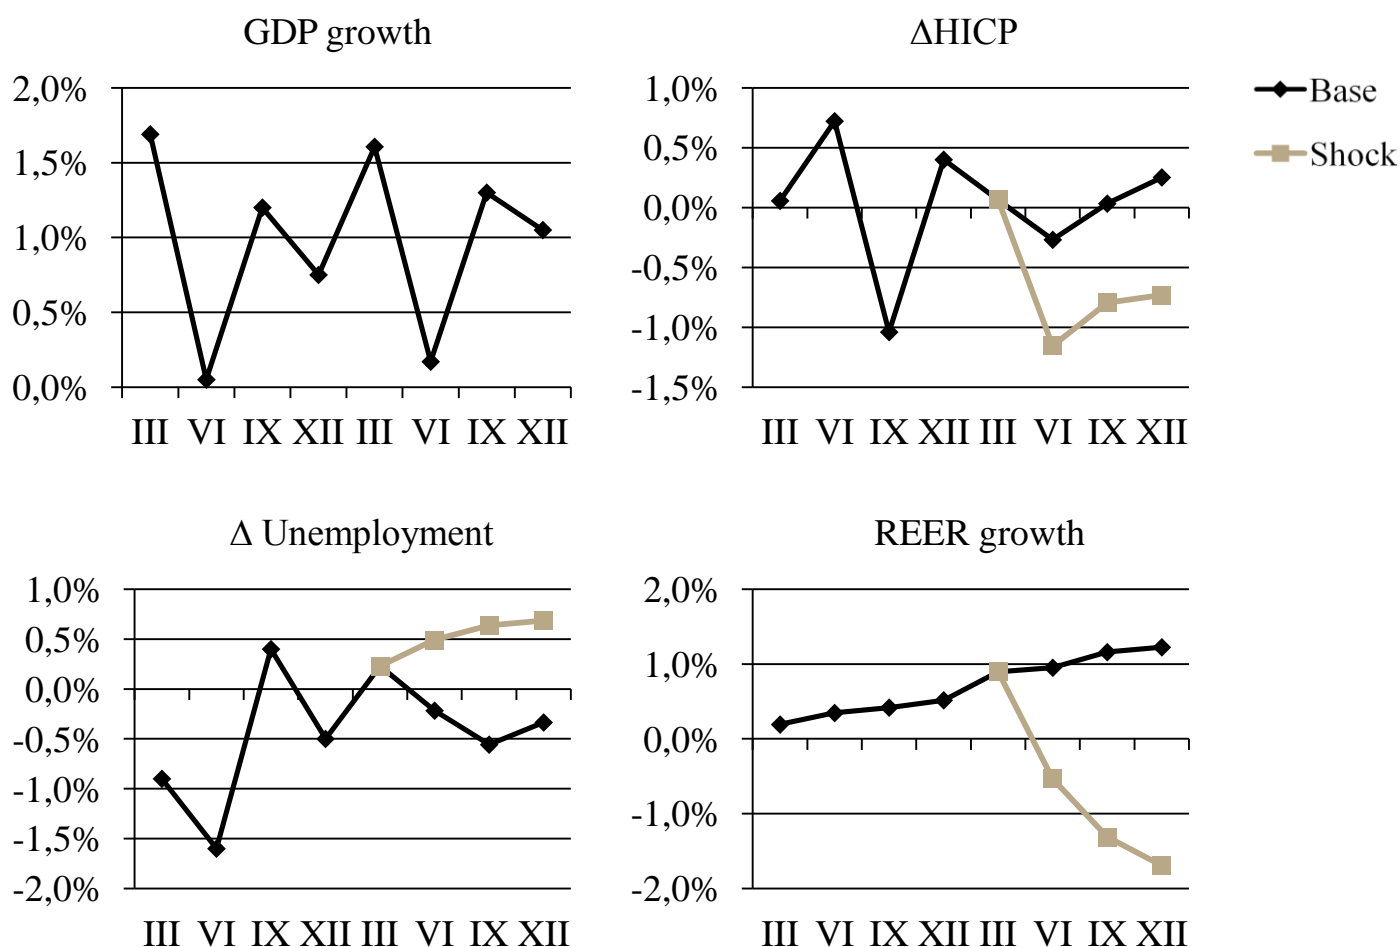 GDP growth
2,0%
1,5%
1,0%
0,5%
0,0%
III VI IX XII III VI IX XII
ΔHICP
1,0%
0,5%
0,0%
-0,5%
-1,0%
-1,5%
III VI IX XII III VI IX XII
Base
Shock
Δ Unemployment
1,0%
0,5%
0,0%
-0,5%
-1,0%
-1,5%
-2,0%
III VI IX XII III VI IX XII
REER growth
2,0%
1,0%
0,0%
-1,0%
-2,0%
III VI IX XII III VI IX XII